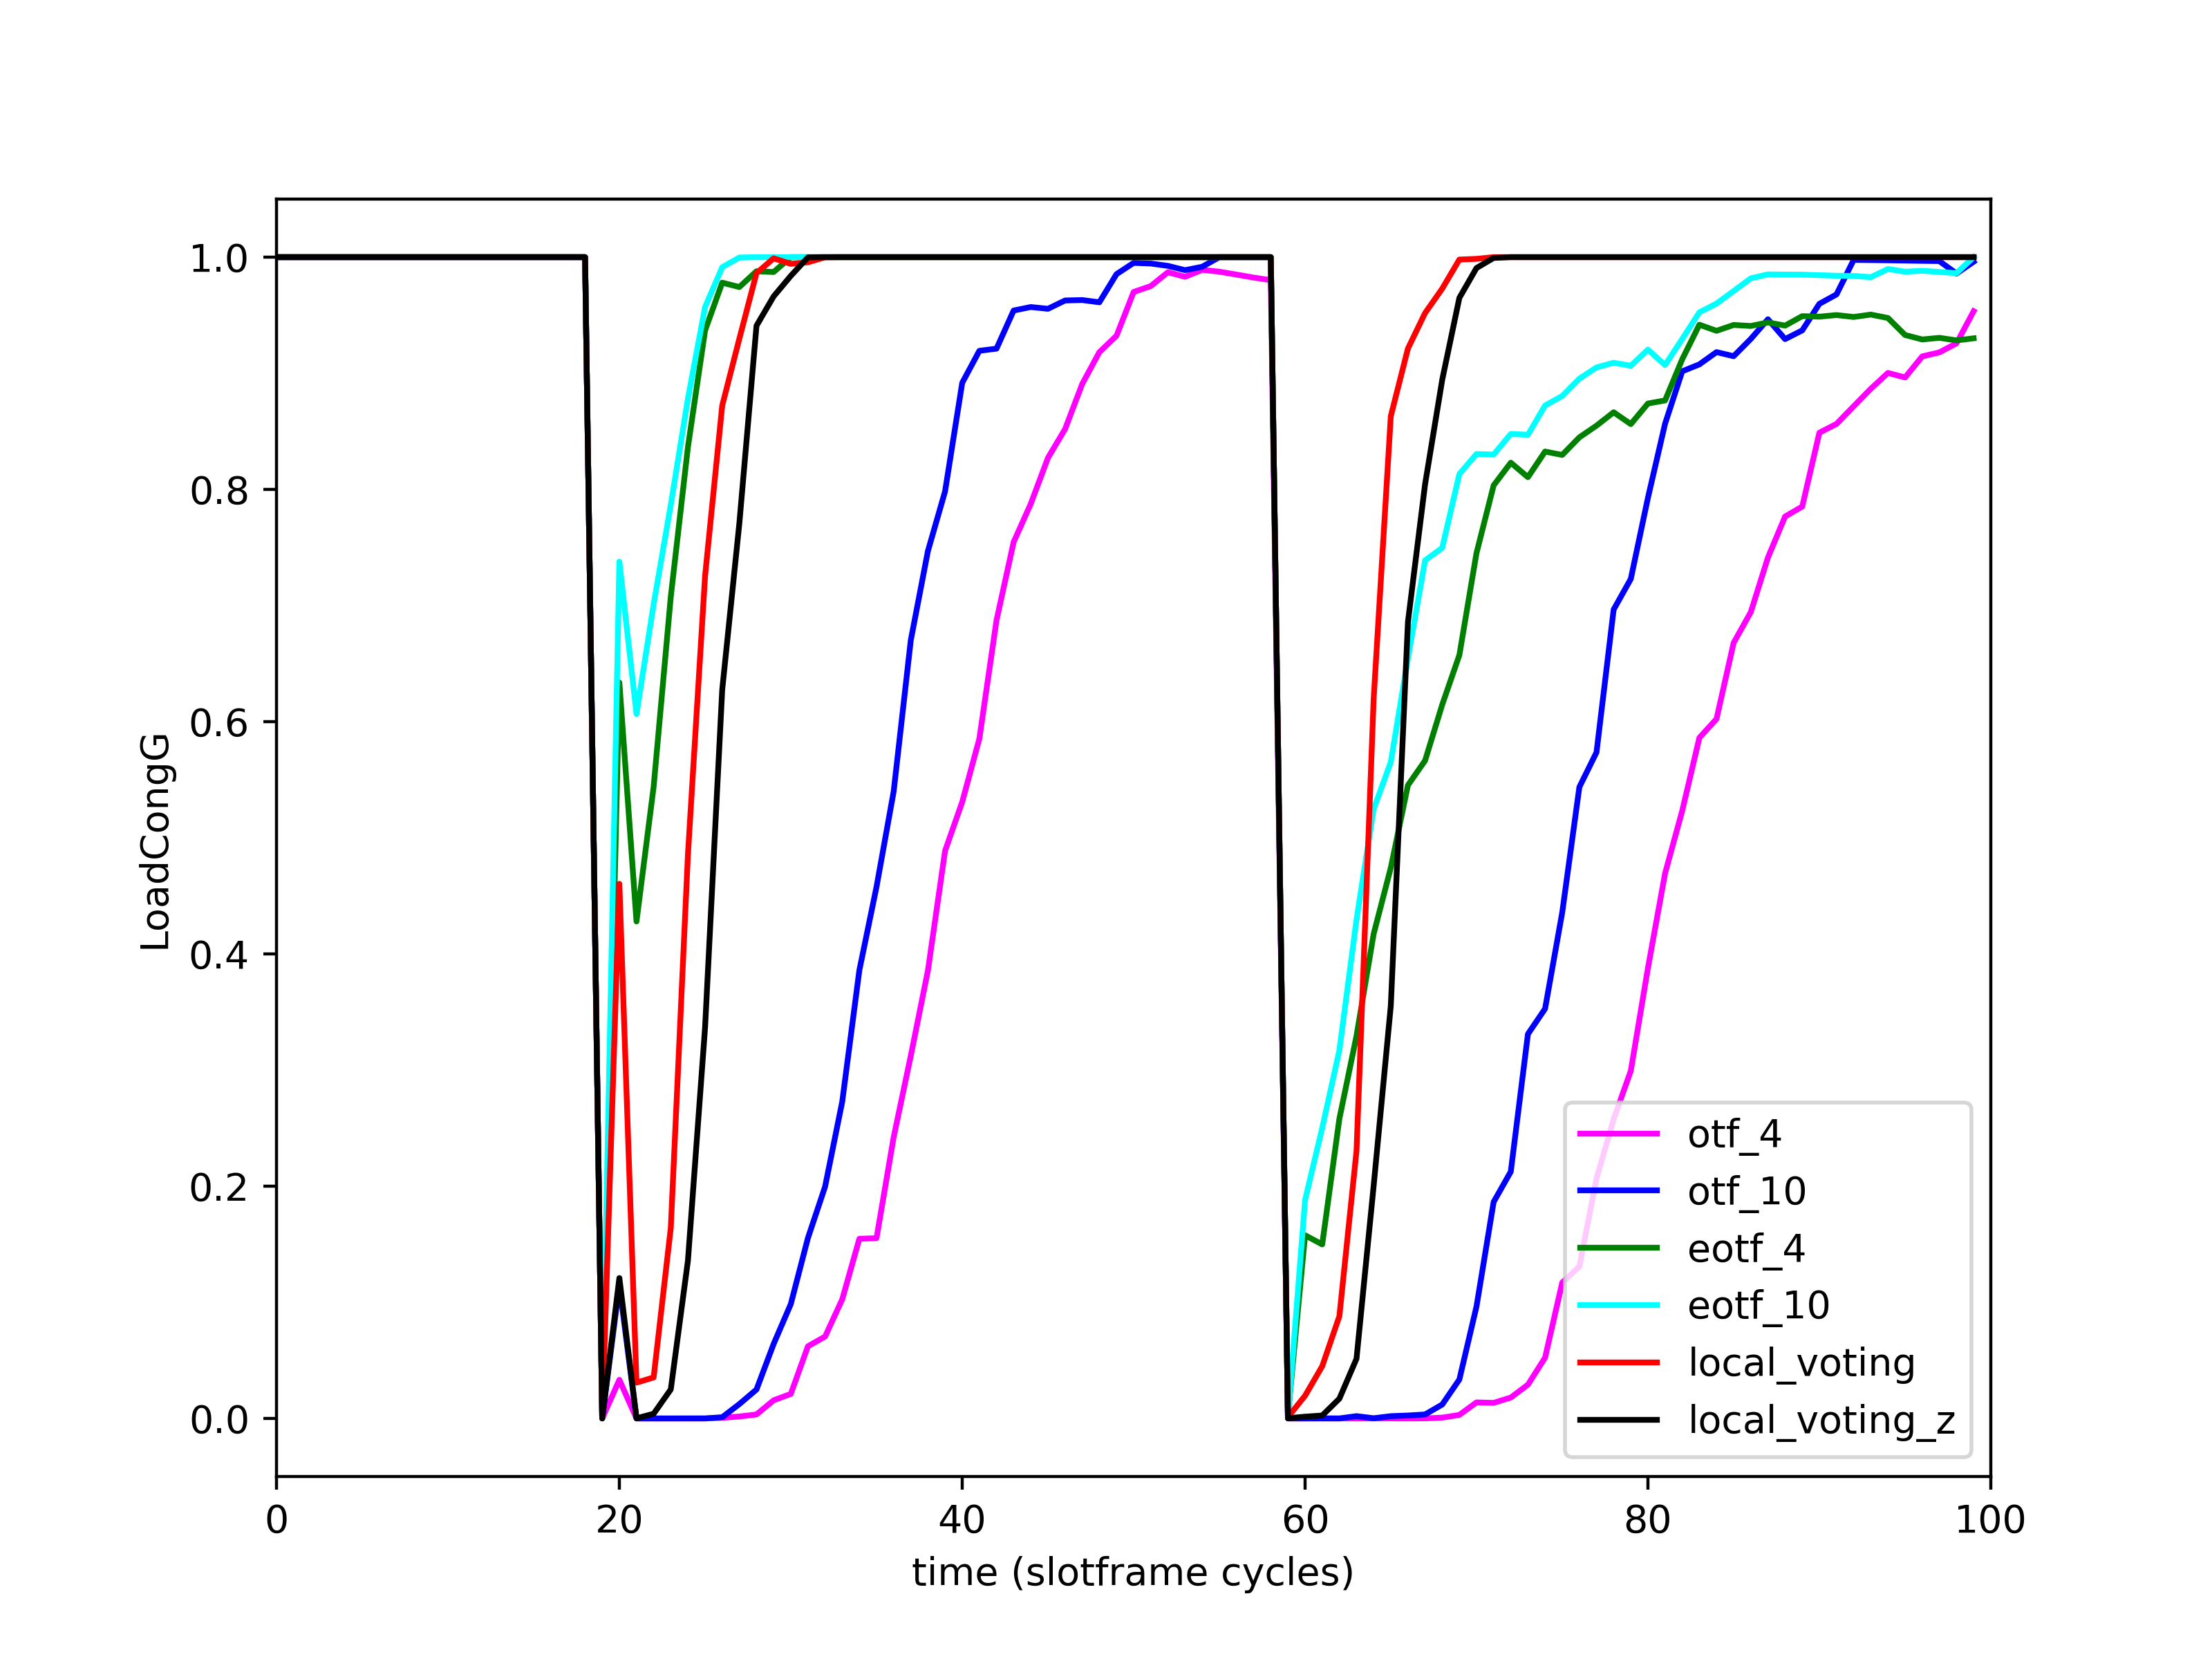 1.0
0.8
0.6
0.4
0.2
0.0
LoadCongG
0
20
40
60
80
100
time (slotframe cycles)
otf_4
otf_10
eotf_4
eotf_10
local_voting
local_voting_z